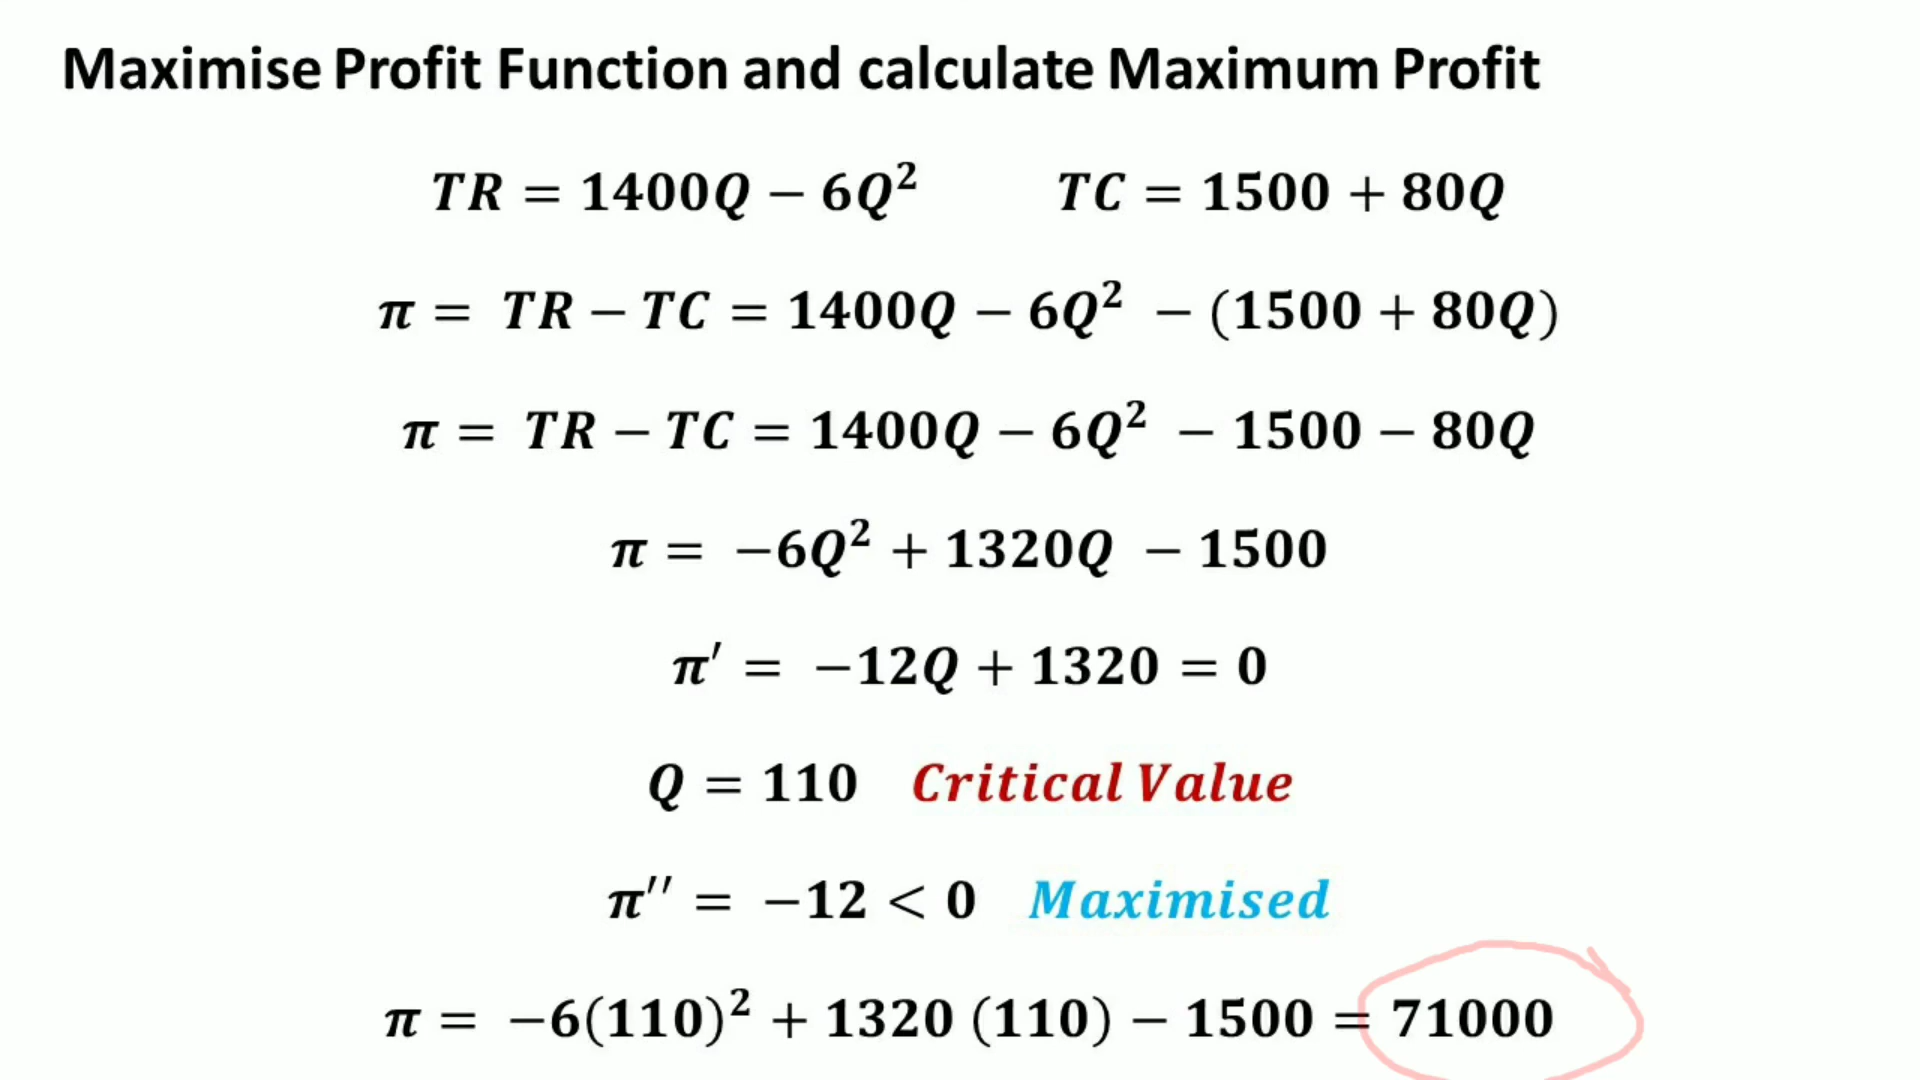 Maximise Profit Function and calculate Maximum Profit
TR = 1400Q − 6Q² TC = 1500 + 80Q
π = TR − TC = 1400Q − 6Q² − (1500 + 80Q)
π = TR − TC = 1400Q − 6Q² − 1500 − 80Q
π = −6Q² + 1320Q − 1500
π′ = −12Q + 1320 = 0
Q = 110 Critical Value
π′′ = −12 < 0 Maximised
π = −6(110)² + 1320 (110) − 1500 = 71000